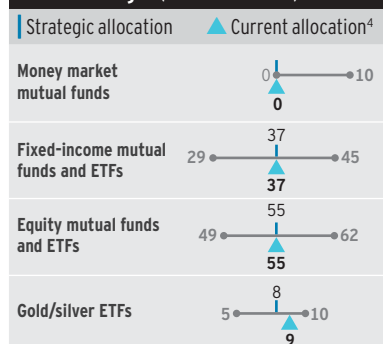 Strategic allocation Current allocation4
Money market
mutual funds
0 10
0
Fixed-income mutual
funds and ETFs
37
29 45
37
Equity mutual funds
and ETFs
55
49 62
55
Gold/silver ETFs
8
5 10
9